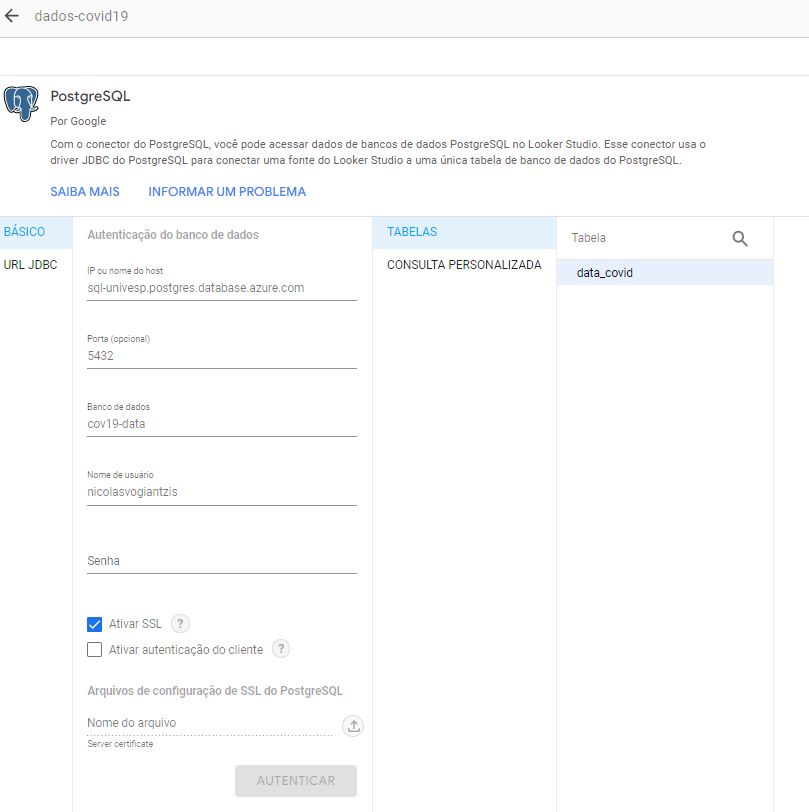 dados-covid19
PostgreSQL
Por Google
Com o conector do PostgreSQL, você pode acessar dados de bancos de dados PostgreSQL no Looker Studio. Esse conector usa o
driver JDBC do PostgreSQL para conectar uma fonte do Looker Studio a uma única tabela de banco de dados do PostgreSQL.
SAIBA MAIS INFORMAR UM PROBLEMA
BÁSICO
URL JDBC
Autenticação do banco de dados
IP ou nome do host
sql-univesp.postgres.database.azure.com
Porta (opcional)
5432
Banco de dados
cov19-data
Nome de usuário
nicolasvogiantzis
Senha
Ativar SSL ?
Ativar autenticação do cliente ?
Arquivos de configuração de SSL do PostgreSQL
Nome do arquivo
Server certificate
AUTENTICAR
TABELAS
CONSULTA PERSONALIZADA
Tabela
data_covid